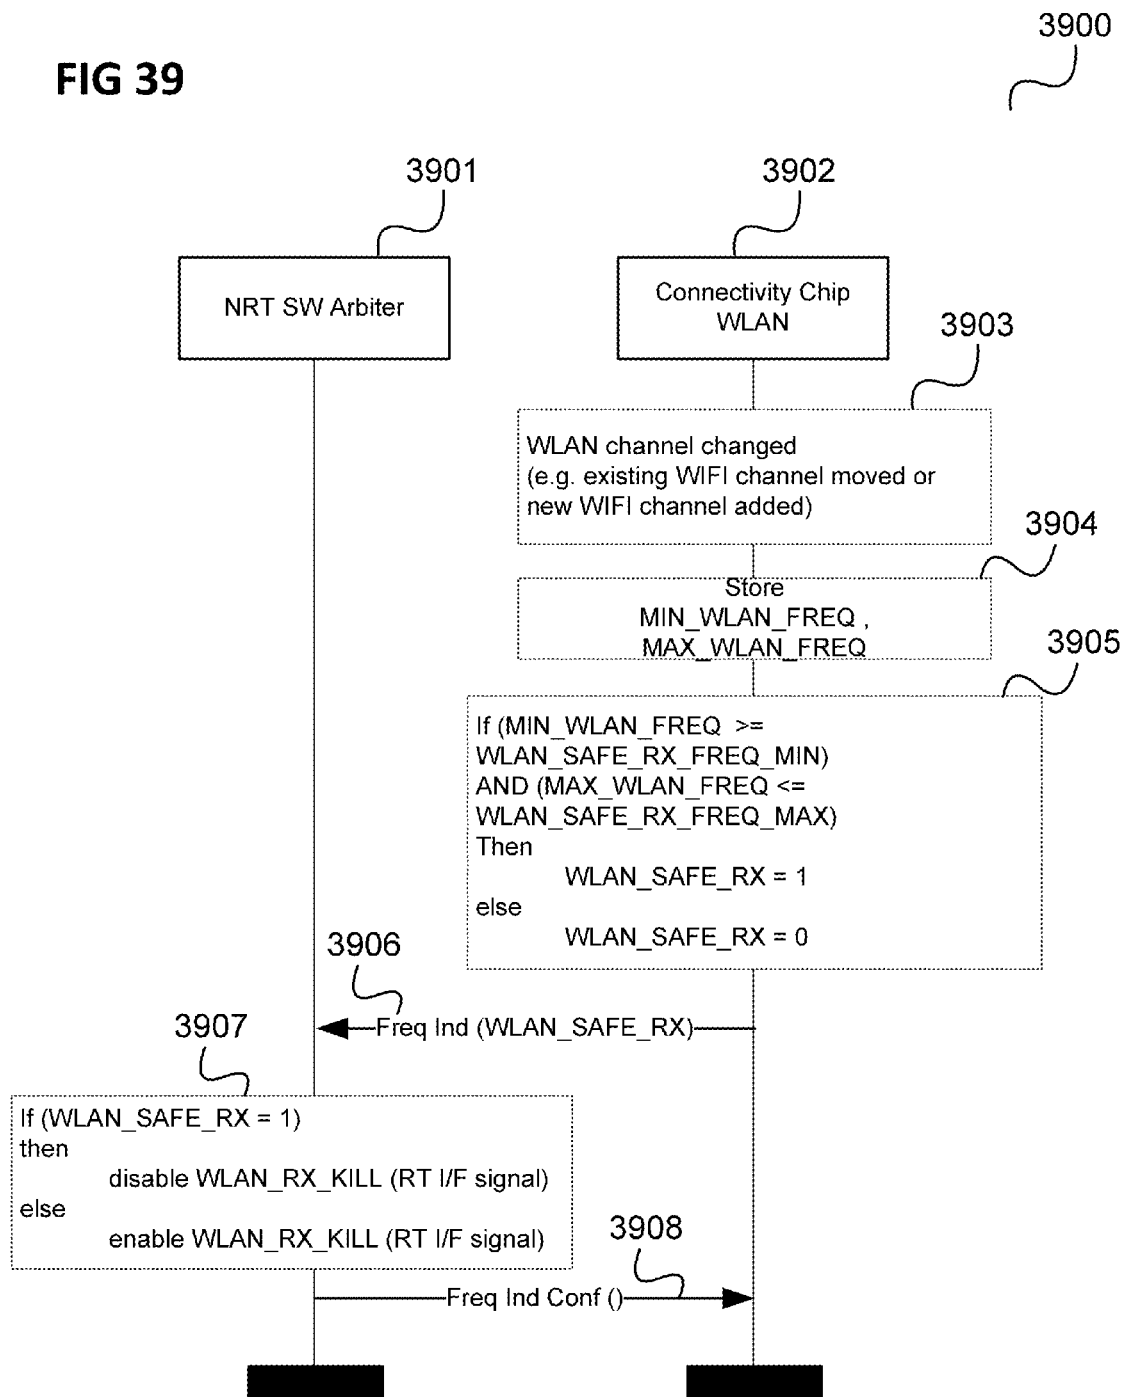 3900
FIG 39
3901
3902
NRT SW Arbiter
Connectivity Chip
WLAN
3903
WLAN channel changed
(e.g. existing WIFI channel moved or
new WIFI channel added)
3904
Store
MIN_WLAN_FREQ ,
MAX_WLAN_FREQ
3905
If (MIN_WLAN_FREQ >=
WLAN_SAFE_RX_FREQ_MIN)
AND (MAX_WLAN_FREQ <=
WLAN_SAFE_RX_FREQ_MAX)
Then
WLAN_SAFE_RX = 1
else
WLAN_SAFE_RX = 0
3906
Freq Ind (WLAN_SAFE_RX)
3907
If (WLAN_SAFE_RX = 1)
then
disable WLAN_RX_KILL (RT I/F signal)
else
enable WLAN_RX_KILL (RT I/F signal)
3908
Freq Ind Conf ()